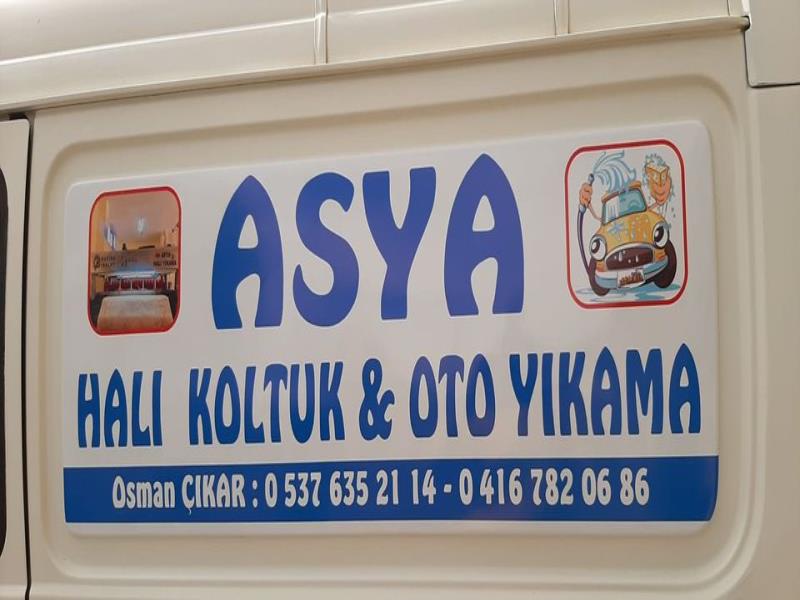 ASYA
HALI KOLTUK & OTO YIKAMA
Osman ÇIKAR : 0 537 635 21 14 - 0 416 782 06 86